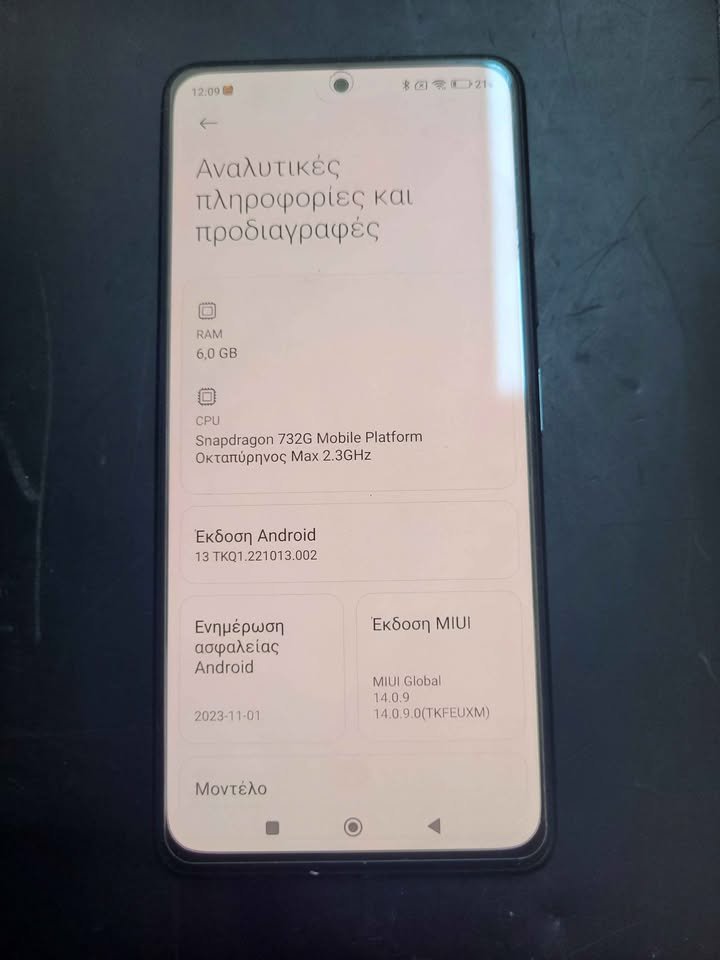 12:09 21%
Αναλυτικές
πληροφορίες και
προδιαγραφές
RAM
6,0 GB
CPU
Snapdragon 732G Mobile Platform
Οκταπύρηνος Max 2.3GHz
Έκδοση Android
13 TKQ1.221013.002
Ενημέρωση
ασφαλείας
Android
2023-11-01
Έκδοση MIUI
MIUI Global
14.0.9
14.0.9.0(TKFEUXM)
Μοντέλο